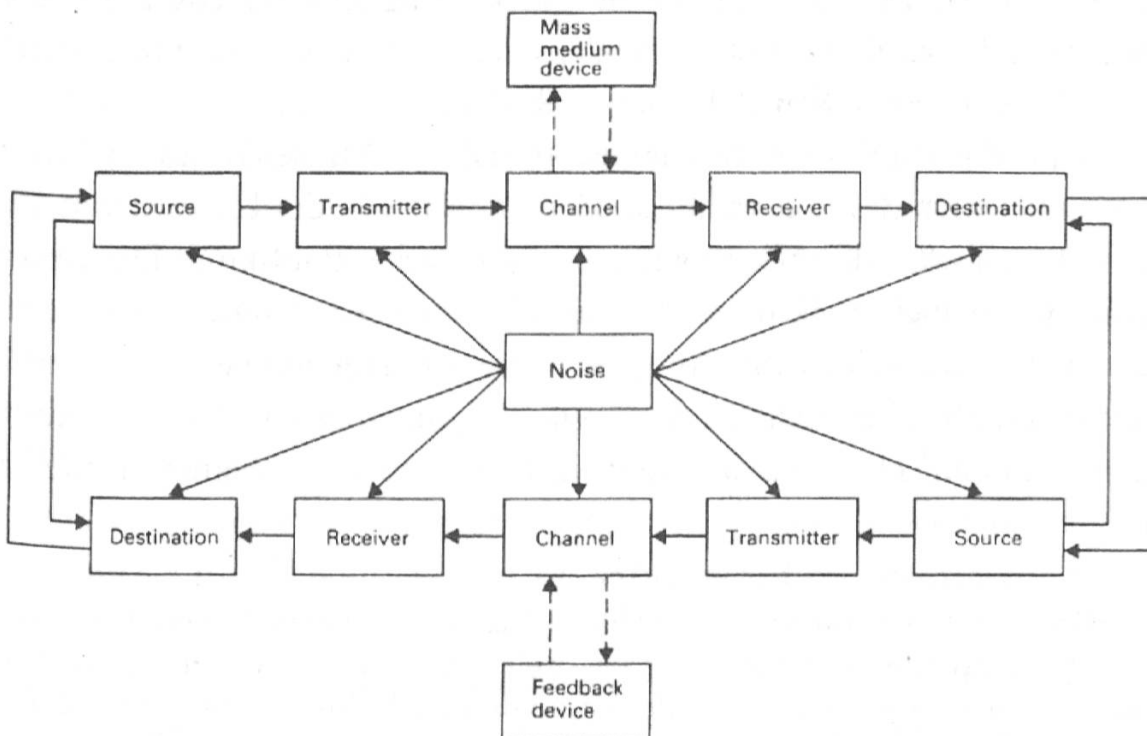 Mass
medium
device
Source
Transmitter
Channel
Receiver
Destination
Noise
Destination
Receiver
Channel
Transmitter
Source
Feedback
device